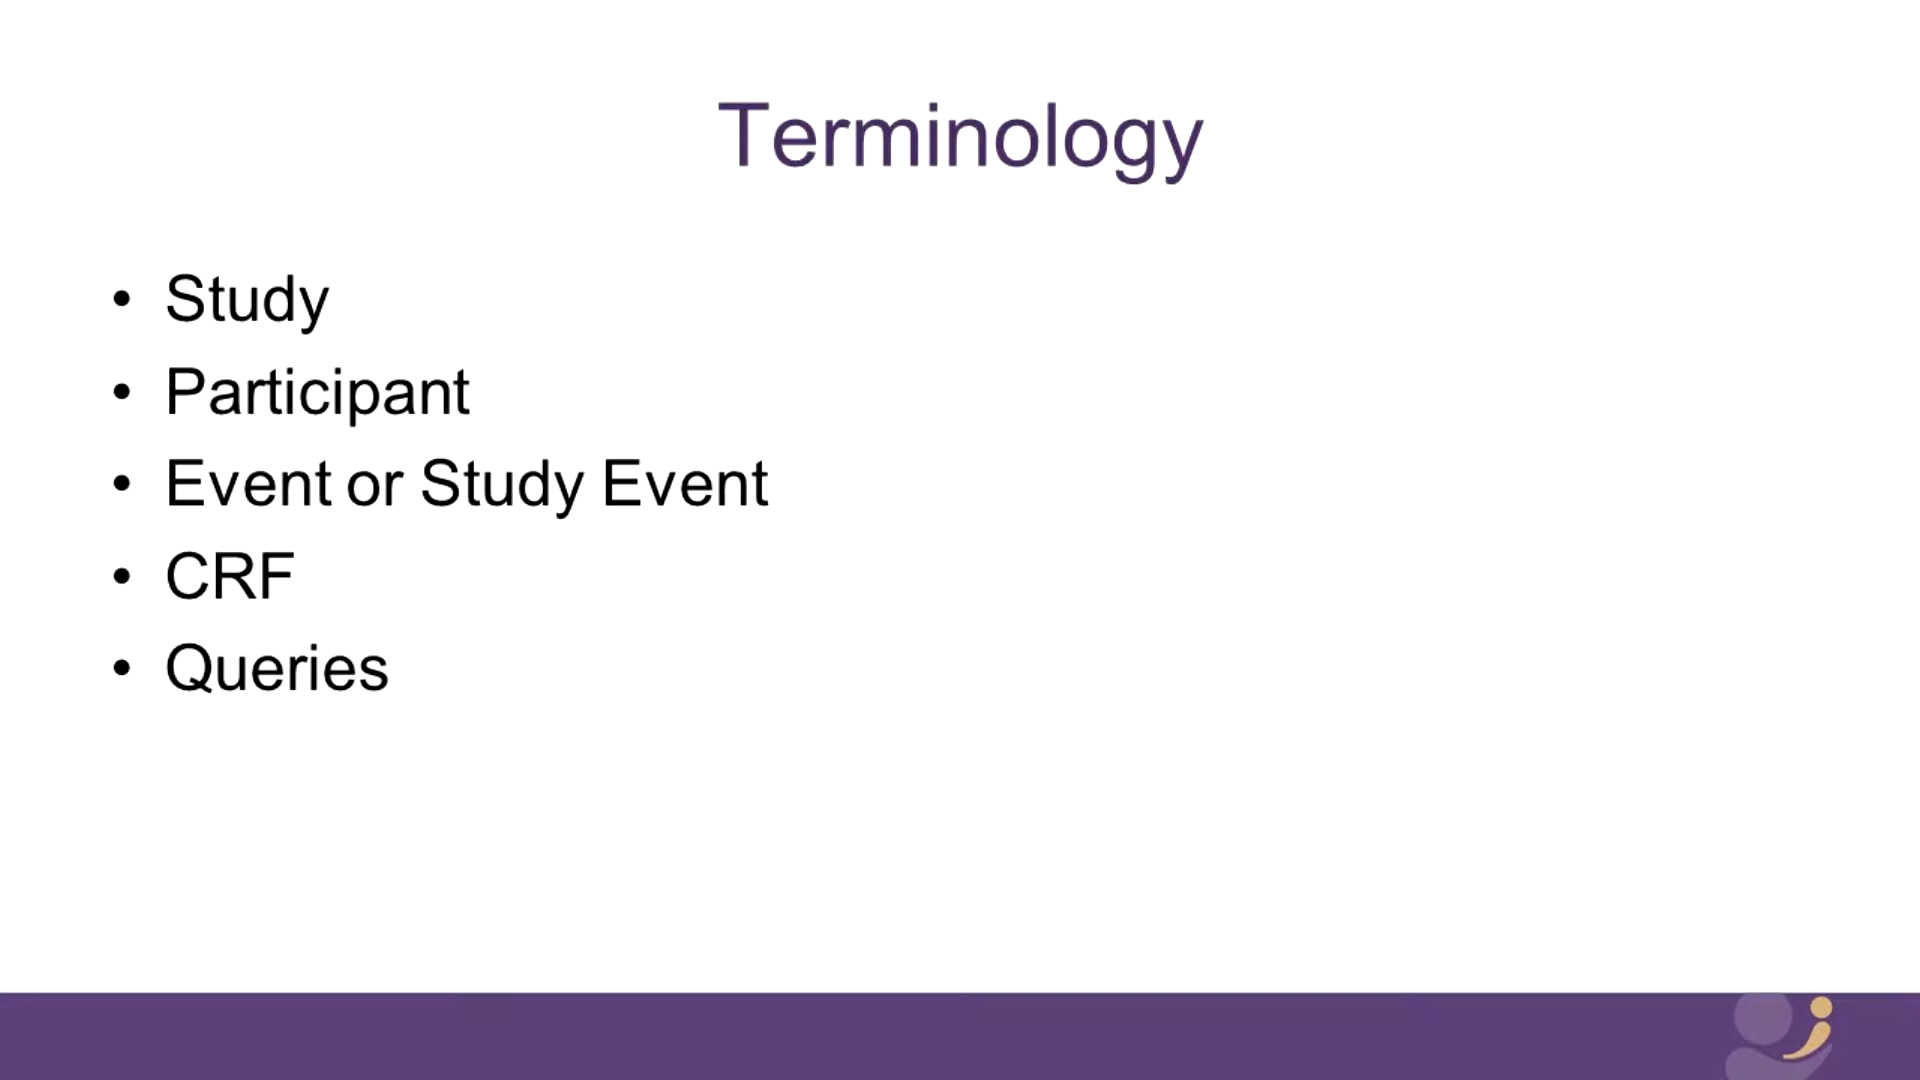 Terminology
• Study
• Participant
• Event or Study Event
• CRF
• Queries